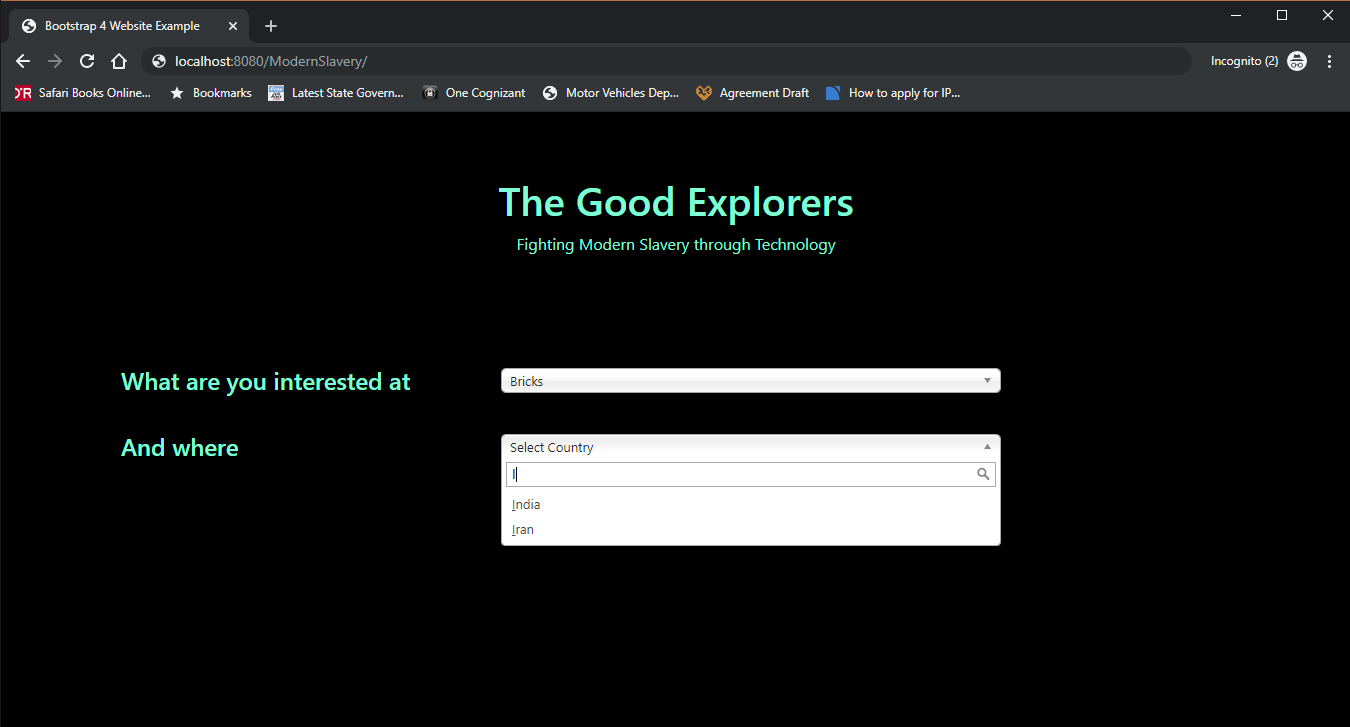 Bootstrap 4 Website Example
localhost:8080/ModernSlavery/
Incognito (2)
Safari Books Online...
Bookmarks
Latest State Govern...
One Cognizant
Motor Vehicles Dep...
Agreement Draft
How to apply for IP...
The Good Explorers
Fighting Modern Slavery through Technology
What are you interested at
Bricks
And where
Select Country
I
India
Iran